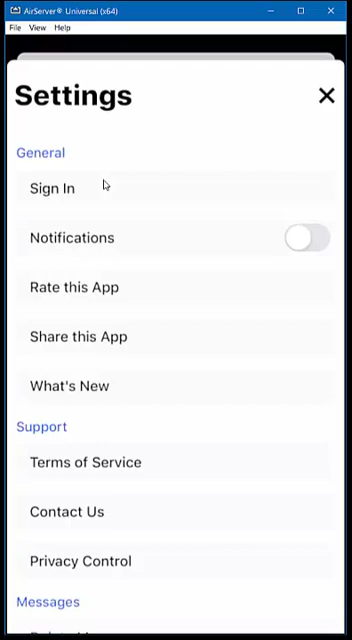 AirServer® Universal (x64)
File View Help
Settings
General
Sign In
Notifications
Rate this App
Share this App
What's New
Support
Terms of Service
Contact Us
Privacy Control
Messages